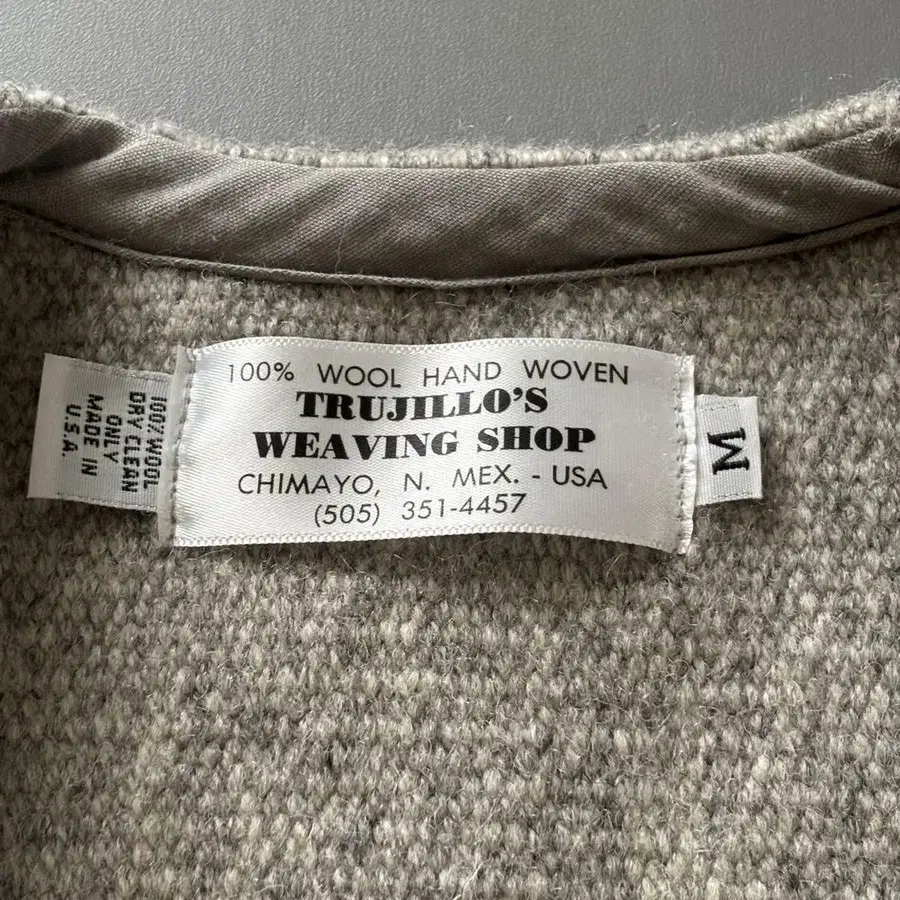 100% WOOL HAND WOVEN
TRUJILLO'S
WEAVING SHOP
CHIMAYO, N. MEX. - USA
(505) 351-4457
100% WOOL
DRY CLEAN
ONLY
MADE IN
U.S.A.
M